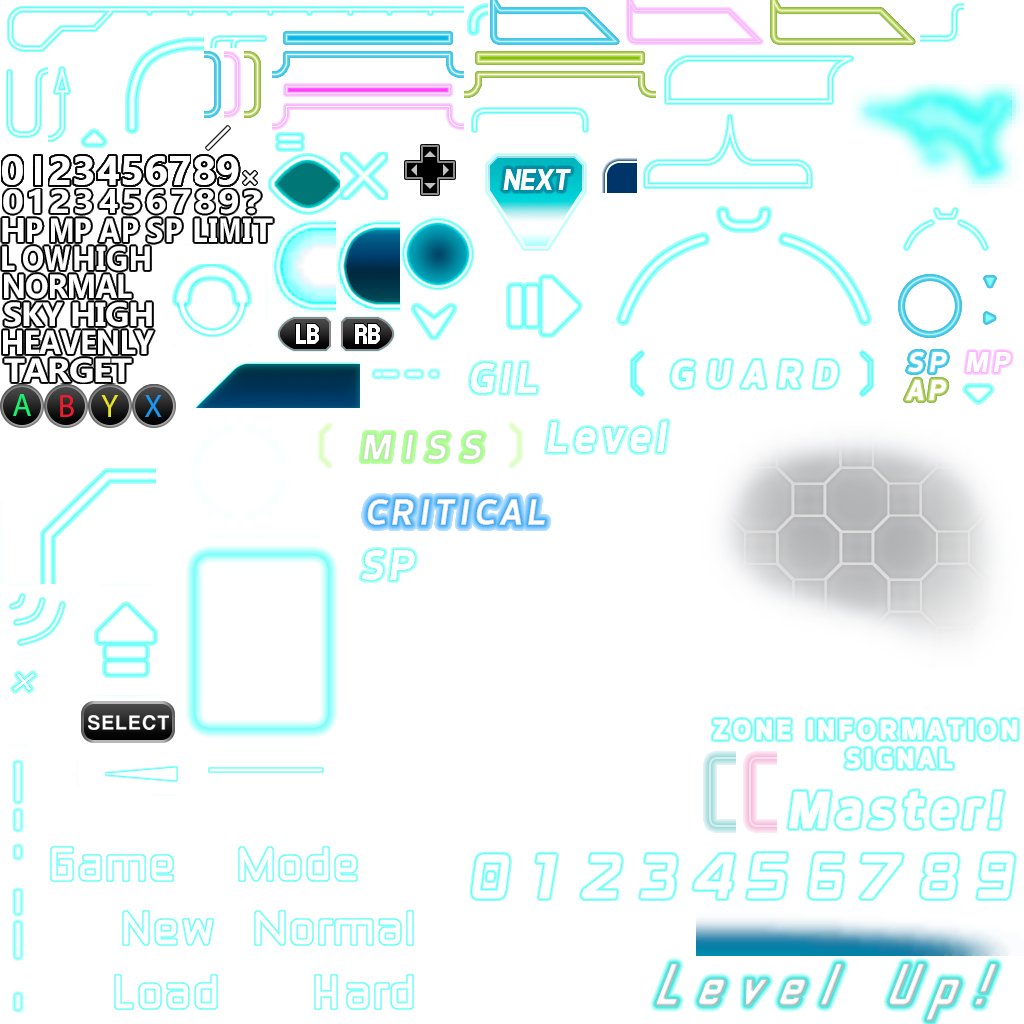 0123456789×
0123456789?
HP MP AP SP LIMIT
LOWHIGH
NORMAL
SKY HIGH
HEAVENLY
TARGET
A B Y X
NEXT
LB RB
GIL
GUARD
SP MP
AP
MISS
Level
CRITICAL
SP
SELECT
ZONE INFORMATION
SIGNAL
Master!
Game Mode
0123456789
New Normal
Load Hard
Level Up!